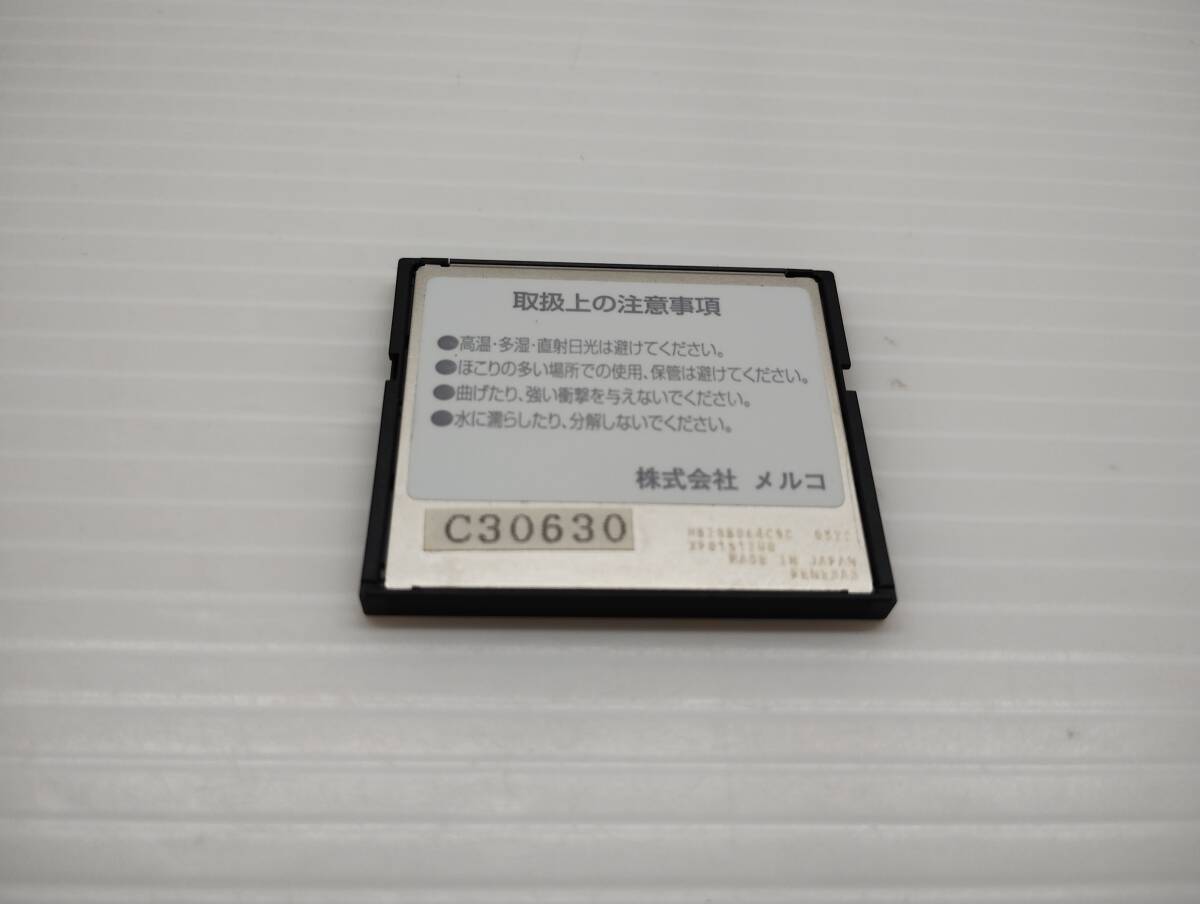 取扱上の注意事項
●高温・多湿・直射日光は避けてください。
●ほこりの多い場所での使用、保管は避けてください。
●曲げたり、強い衝撃を与えないでください。
●水に濡らしたり、分解しないでください。
株式会社 メルコ
C30630
MADE IN JAPAN
RENESAS